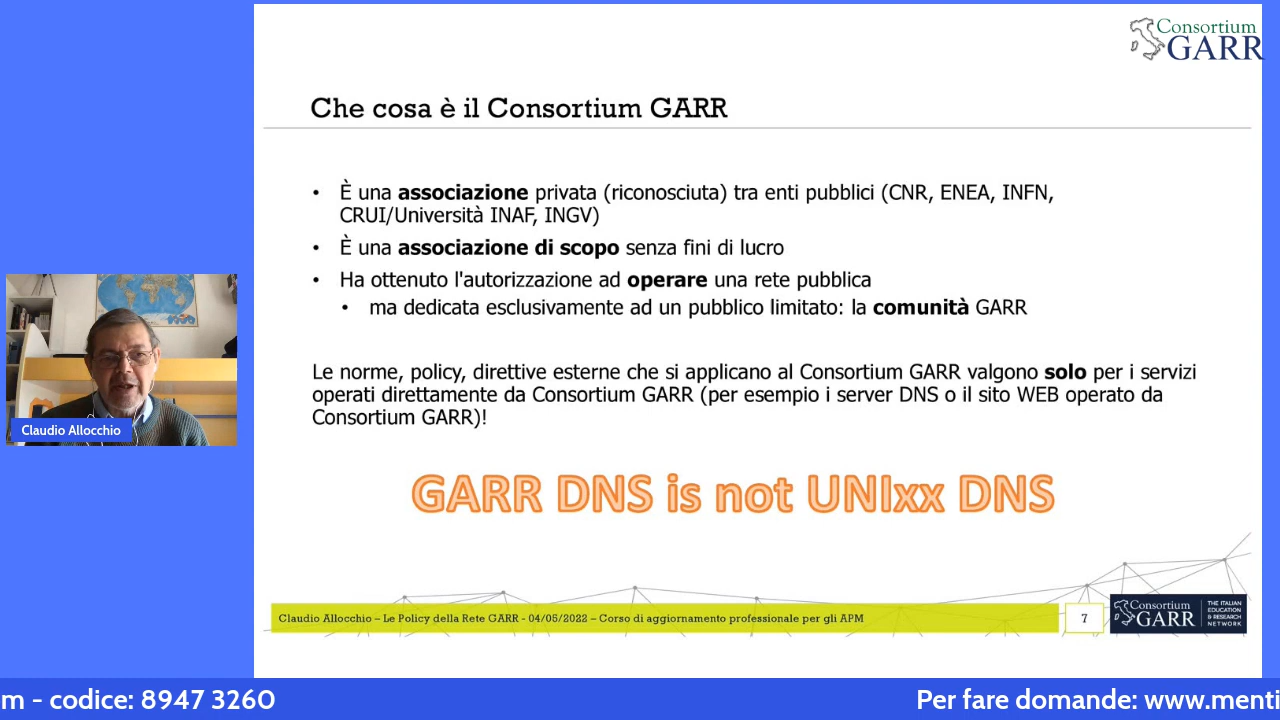 Consortium
GARR
Che cosa è il Consortium GARR
• È una associazione privata (riconosciuta) tra enti pubblici (CNR, ENEA, INFN,
CRUI/Università INAF, INGV)
• È una associazione di scopo senza fini di lucro
• Ha ottenuto l'autorizzazione ad operare una rete pubblica
• ma dedicata esclusivamente ad un pubblico limitato: la comunità GARR
Le norme, policy, direttive esterne che si applicano al Consortium GARR valgono solo per i servizi
operati direttamente da Consortium GARR (per esempio i server DNS o il sito WEB operato da
Consortium GARR)!
GARR DNS is not UNIxx DNS
Claudio Allocchio
Claudio Allocchio – Le Policy della Rete GARR - 04/05/2022 – Corso di aggiornamento professionale per gli APM
7
Consortium
GARR
THE ITALIAN
EDUCATION
& RESEARCH
NETWORK
m - codice: 8947 3260
Per fare domande: www.menti